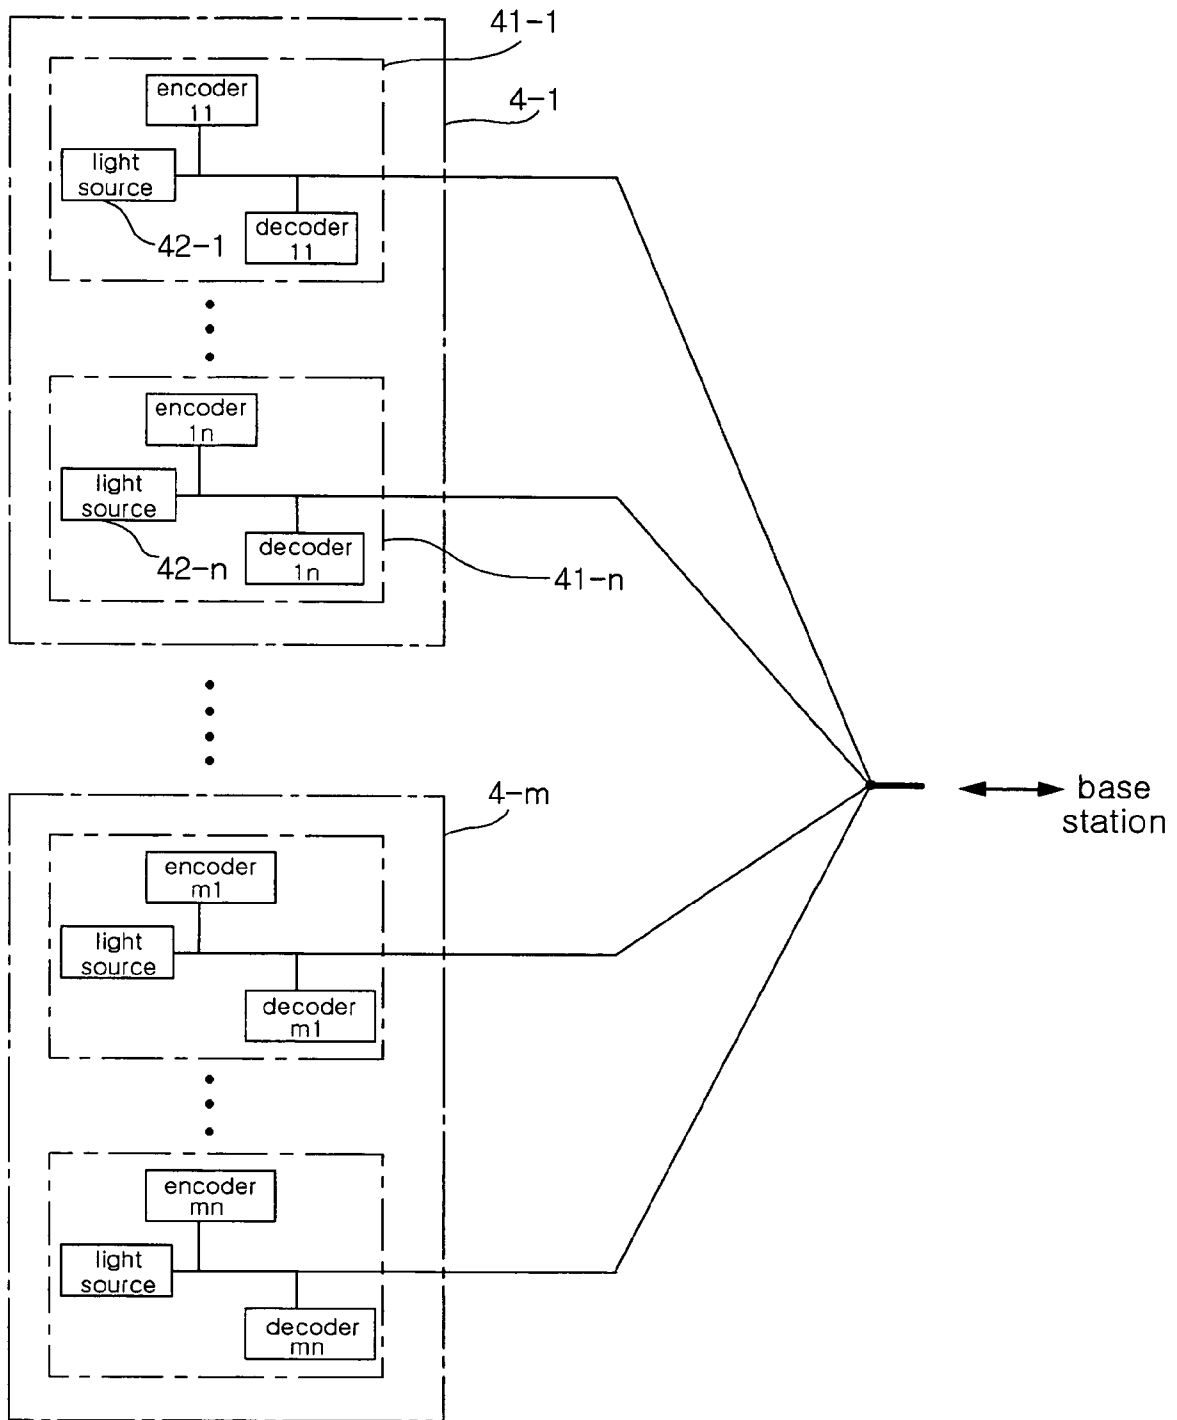 41-1
encoder
11
4-1
light
source
42-1
decoder
11
encoder
1n
light
source
42-n
decoder
1n
41-n
4-m
base
station
encoder
m1
light
source
decoder
m1
encoder
mn
light
source
decoder
mn